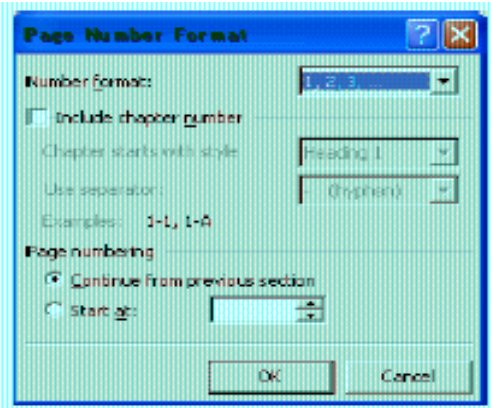 Page Number Format
Number format: 1, 2, 3, ...
Include chapter number
Chapter starts with style Heading 1
Use separator: - (hyphen)
Examples: 1-1, 1-A
Page numbering
Continue from previous section
Start at:
OK Cancel